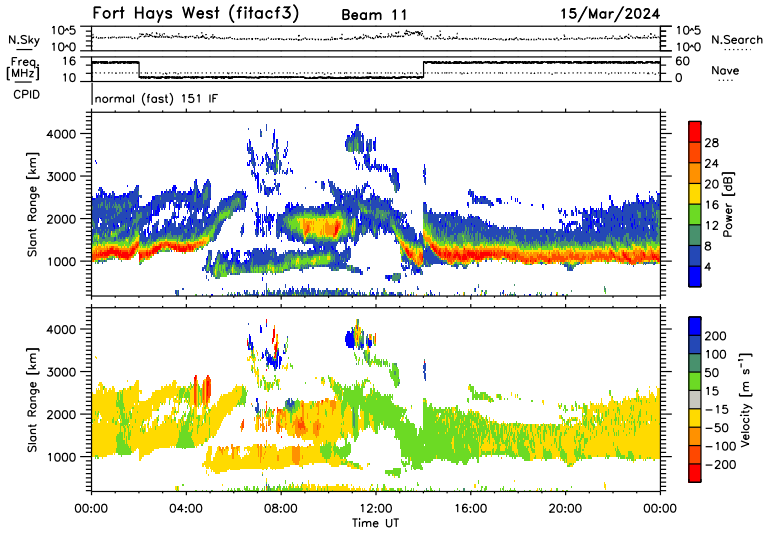 Fort Hays West (fitacf3) Beam 11 15/Mar/2024
N.Sky 10^5 10^0 10^5 10^0 N.Search
Freq. [MHz] 16 10 60 0 Nave
CPID normal (fast) 151 IF
Slant Range [km] 4000 3000 2000 1000
28 24 20 16 12 8 4 Power [dB]
Slant Range [km] 4000 3000 2000 1000
200 100 50 15 −15 −50 −100 −200 Velocity [m s⁻¹]
00:00 04:00 08:00 12:00 16:00 20:00 00:00
Time UT